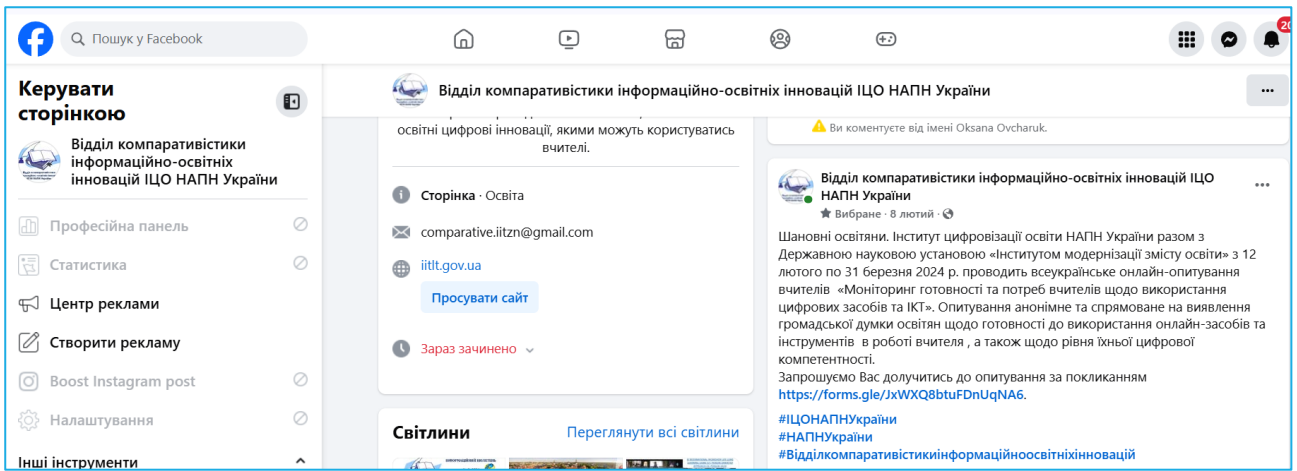 Пошук у Facebook
20
Керувати
сторінкою
Відділ компаративістики
інформаційно-освітніх
інновацій ІЦО НАПН України
Професійна панель
Статистика
Центр реклами
Створити рекламу
Boost Instagram post
Налаштування
Інші інструменти
Відділ компаративістики інформаційно-освітніх інновацій ІЦО НАПН України
освітні цифрові інновації, якими можуть користуватись
вчителі.
Сторінка · Освіта
comparative.iitzn@gmail.com
iitlt.gov.ua
Просувати сайт
Зараз зачинено
Світлини
Переглянути всі світлини
Ви коментуєте від імені Oksana Ovcharuk.
Відділ компаративістики інформаційно-освітніх інновацій ІЦО
НАПН України
Вибране · 8 лютий ·
Шановні освітяни. Інститут цифровізації освіти НАПН України разом з
Державною науковою установою «Інститутом модернізації змісту освіти» з 12
лютого по 31 березня 2024 р. проводить всеукраїнське онлайн-опитування
вчителів «Моніторинг готовності та потреб вчителів щодо використання
цифрових засобів та ІКТ». Опитування анонімне та спрямоване на виявлення
громадської думки освітян щодо готовності до використання онлайн-засобів та
інструментів в роботі вчителя , а також щодо рівня їхньої цифрової
компетентності.
Запрошуємо Вас долучитись до опитування за покликанням
https://forms.gle/JxWXQ8btuFDnUqNA6.
#ІЦОНАПНУкраїни
#НАПНУкраїни
#Відділкомпаративістикиінформаційноосвітніхінновацій